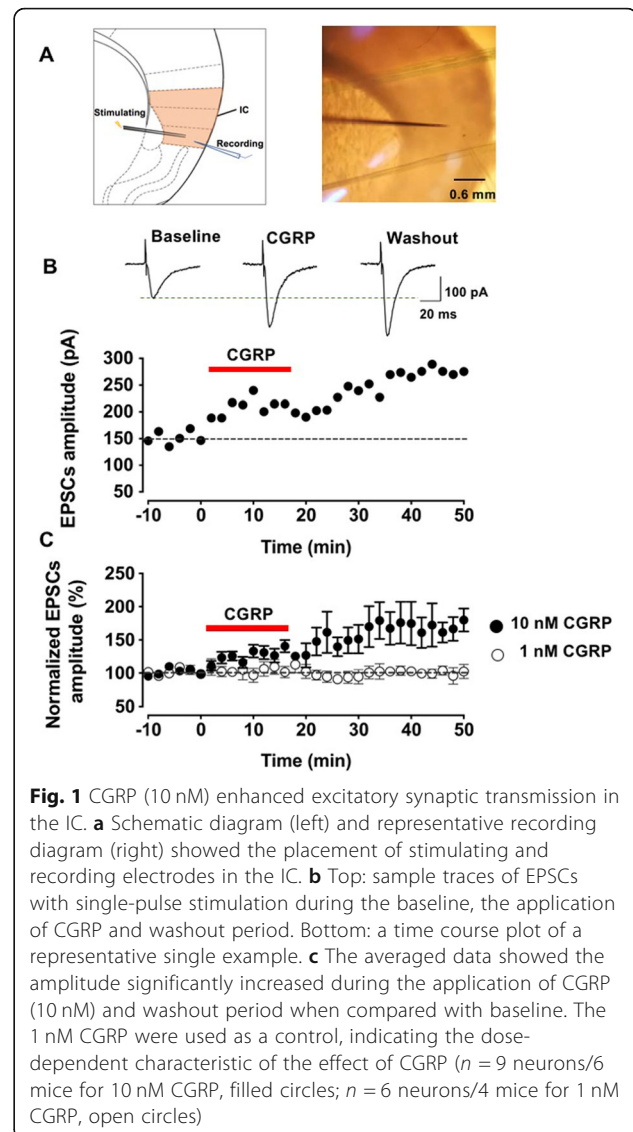 A
Stimulating
IC
Recording
0.6 mm
Baseline CGRP Washout
B
100 pA
20 ms
CGRP
EPSCs amplitude (pA)
300
250
200
150
100
50
-10 0 10 20 30 40 50
Time (min)
C
CGRP
Normalized EPSCs
amplitude (%)
250
200
150
100
50
10 nM CGRP
1 nM CGRP
-10 0 10 20 30 40 50
Time (min)
Fig. 1 CGRP (10 nM) enhanced excitatory synaptic transmission in
the IC. a Schematic diagram (left) and representative recording
diagram (right) showed the placement of stimulating and
recording electrodes in the IC. b Top: sample traces of EPSCs
with single-pulse stimulation during the baseline, the application
of CGRP and washout period. Bottom: a time course plot of a
representative single example. c The averaged data showed the
amplitude significantly increased during the application of CGRP
(10 nM) and washout period when compared with baseline. The
1 nM CGRP were used as a control, indicating the dose-
dependent characteristic of the effect of CGRP (n = 9 neurons/6
mice for 10 nM CGRP, filled circles; n = 6 neurons/4 mice for 1 nM
CGRP, open circles)